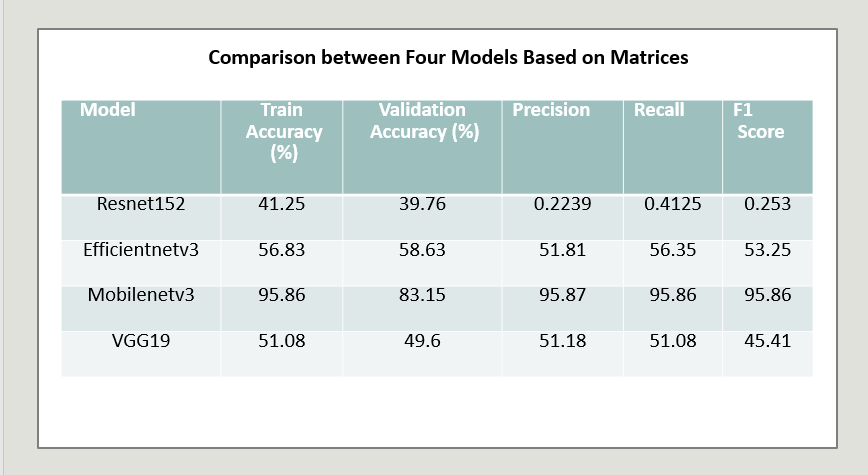 Comparison between Four Models Based on Matrices
Model Train Accuracy (%) Validation Accuracy (%) Precision Recall F1 Score
Resnet152 41.25 39.76 0.2239 0.4125 0.253
Efficientnetv3 56.83 58.63 51.81 56.35 53.25
Mobilenetv3 95.86 83.15 95.87 95.86 95.86
VGG19 51.08 49.6 51.18 51.08 45.41